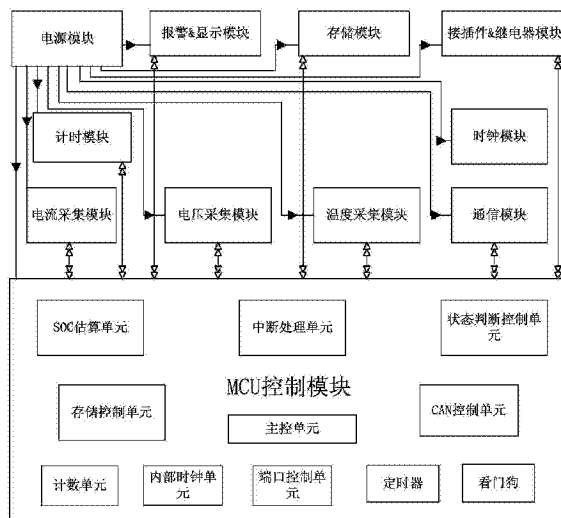 电源模块
报警&显示模块
存储模块
接插件&继电器模块
计时模块
时钟模块
电流采集模块
电压采集模块
温度采集模块
通信模块
SOC估算单元
中断处理单元
状态判断控制单
元
MCU控制模块
存储控制单元
CAN控制单元
主控单元
计数单元
内部时钟单
元
端口控制单
元
定时器
看门狗